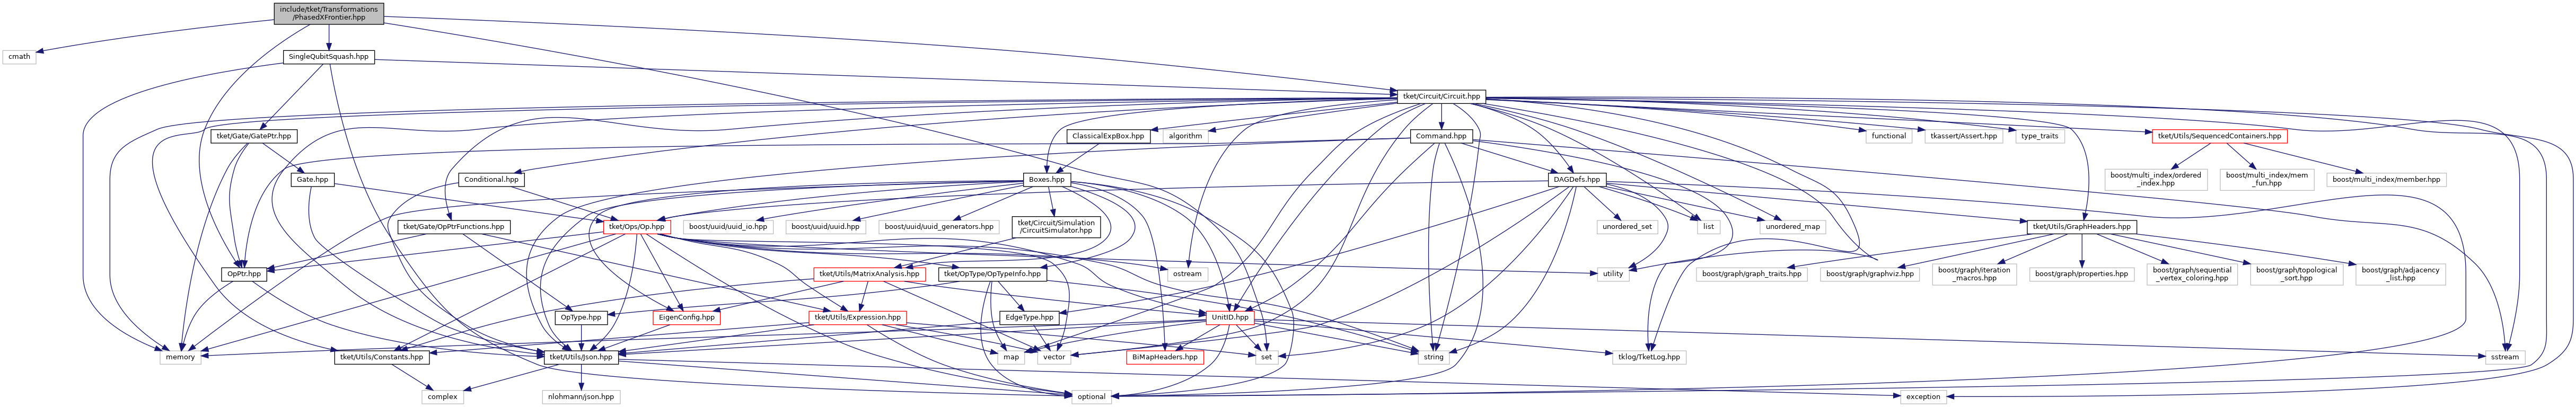 include/tket/Transformations
/PhasedXFrontier.hpp
cmath
SingleQubitSquash.hpp
tket/Circuit/Circuit.hpp
tket/Gate/GatePtr.hpp
ClassicalExpBox.hpp
algorithm
Command.hpp
functional
tkassert/Assert.hpp
type_traits
tket/Utils/SequencedContainers.hpp
Gate.hpp
Conditional.hpp
Boxes.hpp
DAGDefs.hpp
boost/multi_index/ordered
_index.hpp
boost/multi_index/mem
_fun.hpp
boost/multi_index/member.hpp
tket/Gate/OpPtrFunctions.hpp
tket/Ops/Op.hpp
boost/uuid/uuid_io.hpp
boost/uuid/uuid.hpp
boost/uuid/uuid_generators.hpp
tket/Circuit/Simulation
/CircuitSimulator.hpp
unordered_set
list
unordered_map
tket/Utils/GraphHeaders.hpp
OpPtr.hpp
tket/Utils/MatrixAnalysis.hpp
tket/OpType/OpTypeInfo.hpp
ostream
utility
boost/graph/graph_traits.hpp
boost/graph/graphviz.hpp
boost/graph/iteration
_macros.hpp
boost/graph/properties.hpp
boost/graph/sequential
_vertex_coloring.hpp
boost/graph/topological
_sort.hpp
boost/graph/adjacency
_list.hpp
OpType.hpp
EigenConfig.hpp
tket/Utils/Expression.hpp
EdgeType.hpp
UnitID.hpp
memory
tket/Utils/Constants.hpp
tket/Utils/Json.hpp
map
vector
BiMapHeaders.hpp
set
string
tklog/TketLog.hpp
sstream
complex
nlohmann/json.hpp
optional
exception